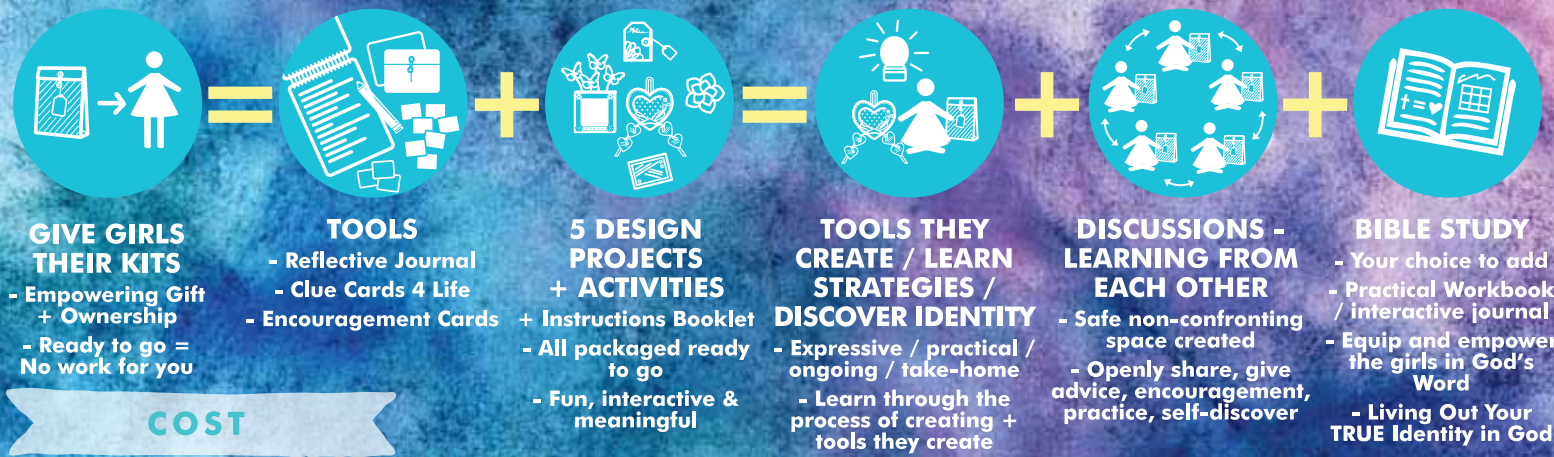 GIVE GIRLS
THEIR KITS
- Empowering Gift
+ Ownership
- Ready to go =
No work for you
TOOLS
- Reflective Journal
- Clue Cards 4 Life
- Encouragement Cards
5 DESIGN
PROJECTS
+ ACTIVITIES
+ Instructions Booklet
- All packaged ready
to go
- Fun, interactive &
meaningful
TOOLS THEY
CREATE / LEARN
STRATEGIES /
DISCOVER IDENTITY
- Expressive / practical /
ongoing / take-home
- Learn through the
process of creating +
tools they create
DISCUSSIONS -
LEARNING FROM
EACH OTHER
- Safe non-confronting
space created
- Openly share, give
advice, encouragement,
practice, self-discover
BIBLE STUDY
- Your choice to add
- Practical Workbook
/ interactive journal
- Equip and empower
the girls in God's
Word
- Living Out Your
TRUE Identity in God
COST